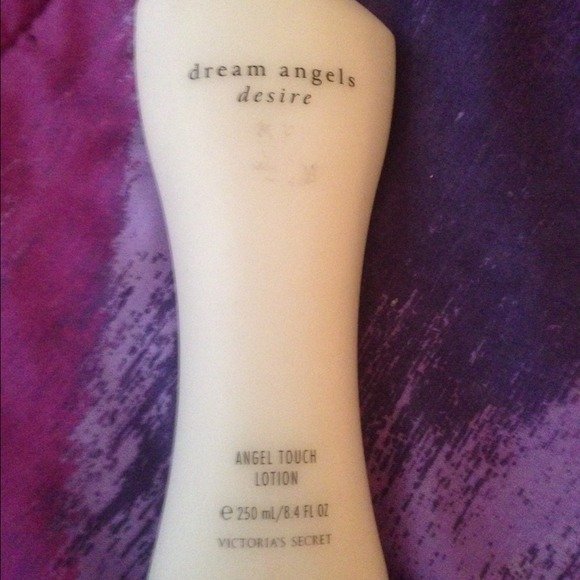 dream angels
desire
ANGEL TOUCH
LOTION
℮ 250 mL/8.4 FL OZ
VICTORIA'S SECRET